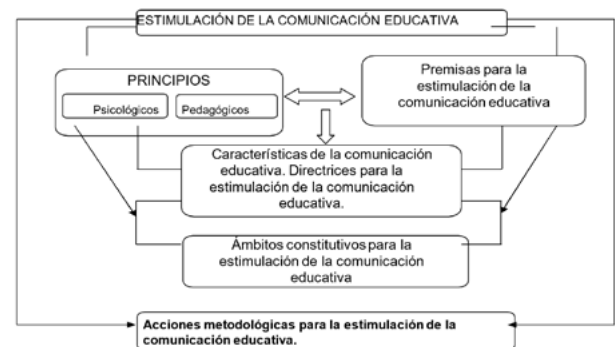 ESTIMULACIÓN DE LA COMUNICACIÓN EDUCATIVA
PRINCIPIOS
Psicológicos
Pedagógicos
Premisas para la
estimulación de la
comunicación educativa
Características de la comunicación
educativa. Directrices para la
estimulación de la comunicación
educativa.
Ámbitos constitutivos para la
estimulación de la comunicación
educativa
Acciones metodológicas para la estimulación de la
comunicación educativa.